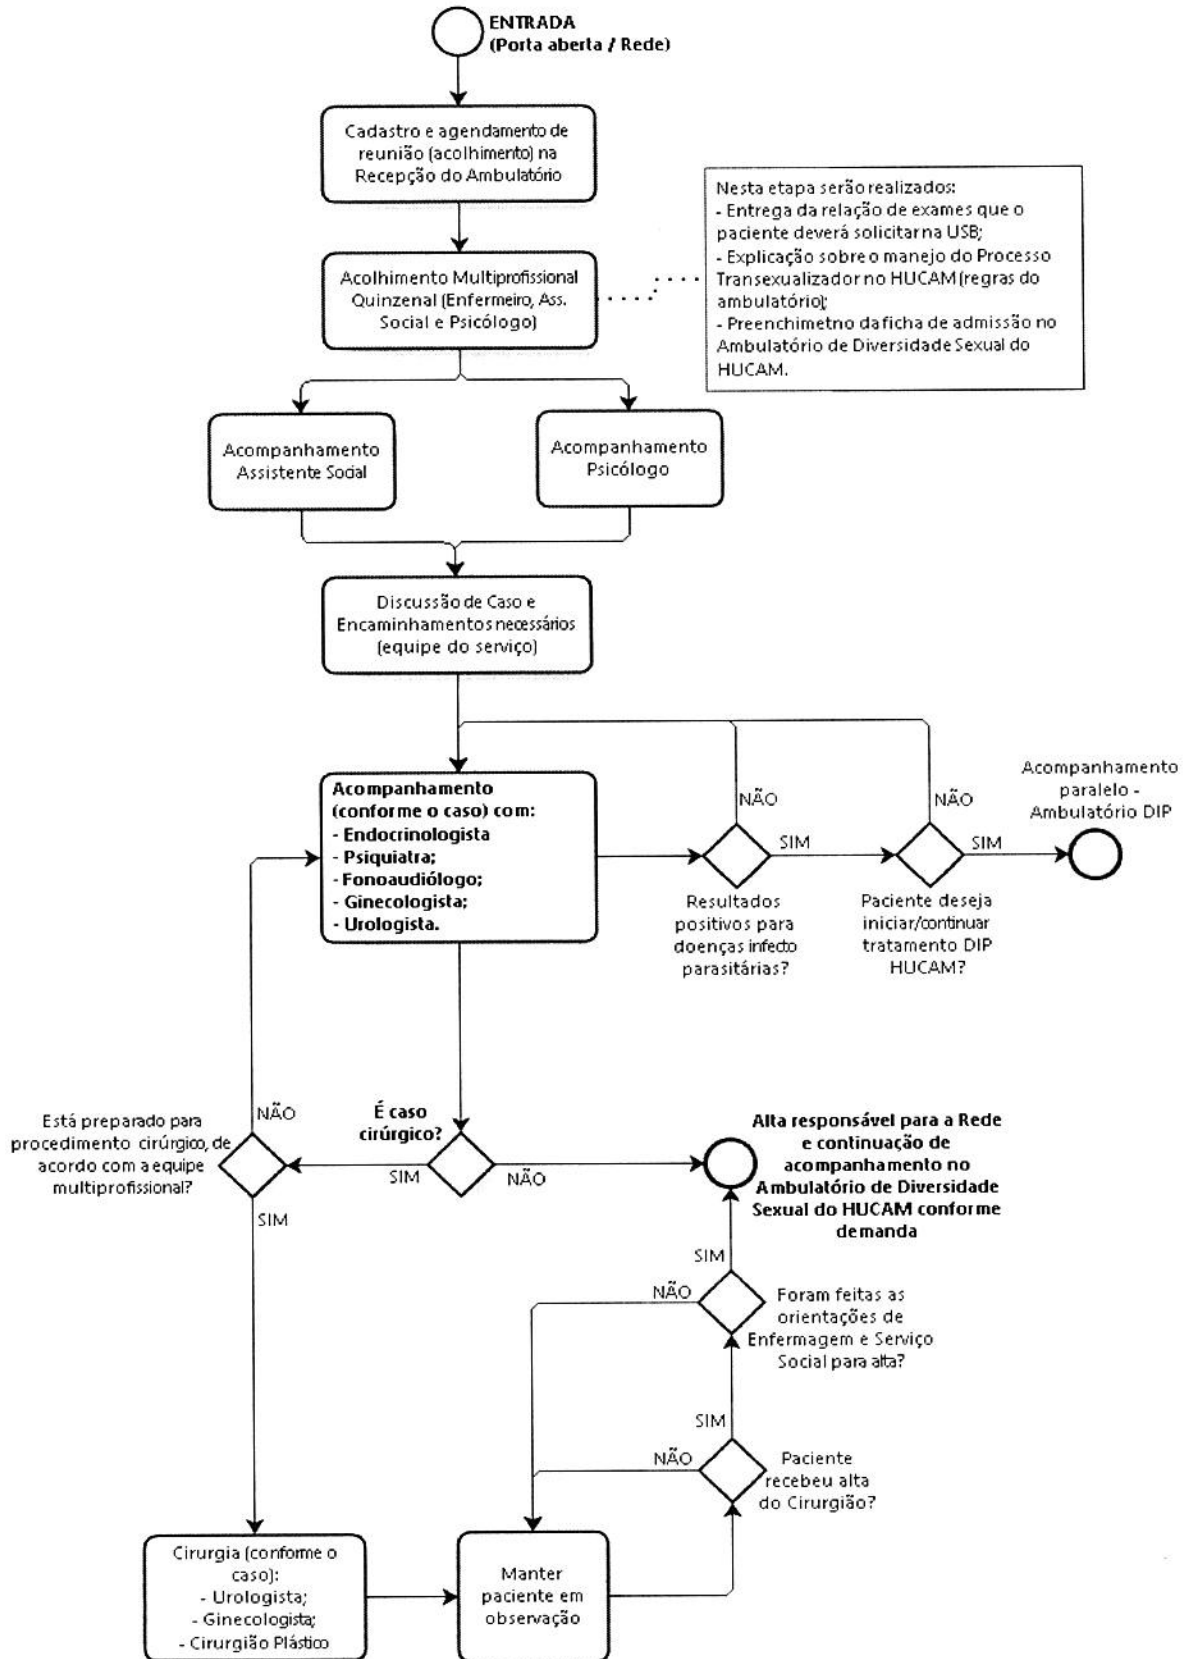 ENTRADA
(Porta aberta / Rede)
Cadastro e agendamento de
reunião (acolhimento) na
Recepção do Ambulatório
Nesta etapa serão realizados:
- Entrega da relação de exames que o
paciente deverá solicitar na USB;
- Explicação sobre o manejo do Processo
Transexualizador no HUCAM (regras do
ambulatório);
- Preenchimetno da ficha de admissão no
Ambulatório de Diversidade Sexual do
HUCAM.
Acolhimento Multiprofissional
Quinzenal (Enfermeiro, Ass.
Social e Psicólogo)
Acompanhamento
Assistente Social
Acompanhamento
Psicólogo
Discussão de Caso e
Encaminhamentos necessários
(equipe do serviço)
Acompanhamento
(conforme o caso) com:
- Endocrinologista
- Psiquiatra;
- Fonoaudiólogo;
- Ginecologista;
- Urologista.
NÃO
SIM
Resultados
positivos para
doenças infecto
parasitárias?
NÃO
SIM
Paciente deseja
iniciar/continuar
tratamento DIP
HUCAM?
Acompanhamento
paralelo -
Ambulatório DIP
Está preparado para
procedimento cirúrgico, de
acordo com a equipe
multiprofissional?
NÃO
SIM
É caso
cirúrgico?
SIM
NÃO
Alta responsável para a Rede
e continuação de
acompanhamento no
Ambulatório de Diversidade
Sexual do HUCAM conforme
demanda
SIM
NÃO
Foram feitas as
orientações de
Enfermagem e Serviço
Social para alta?
SIM
NÃO
Paciente
recebeu alta
do Cirurgião?
Cirurgia (conforme o
caso):
- Urologista;
- Ginecologista;
- Cirurgião Plástico
Manter
paciente em
observação